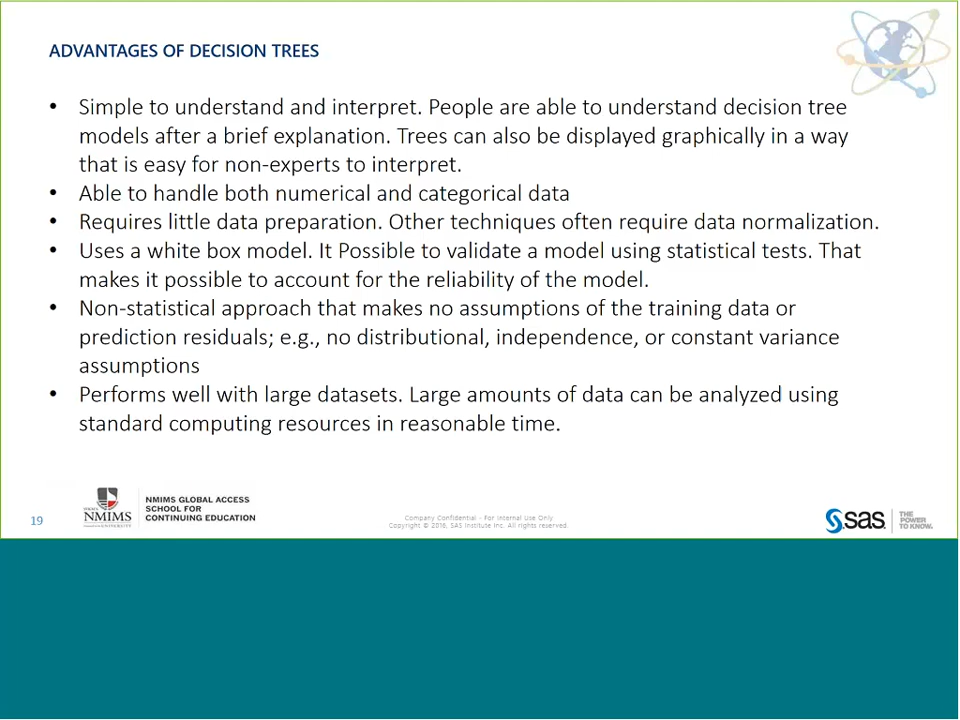 ADVANTAGES OF DECISION TREES
• Simple to understand and interpret. People are able to understand decision tree
models after a brief explanation. Trees can also be displayed graphically in a way
that is easy for non-experts to interpret.
• Able to handle both numerical and categorical data
• Requires little data preparation. Other techniques often require data normalization.
• Uses a white box model. It Possible to validate a model using statistical tests. That
makes it possible to account for the reliability of the model.
• Non-statistical approach that makes no assumptions of the training data or
prediction residuals; e.g., no distributional, independence, or constant variance
assumptions
• Performs well with large datasets. Large amounts of data can be analyzed using
standard computing resources in reasonable time.
19
NMIMS
NMIMS GLOBAL ACCESS
SCHOOL FOR
CONTINUING EDUCATION
Company Confidential - For Internal Use Only
Copyright © 2016, SAS Institute Inc. All rights reserved.
sas
THE
POWER
TO KNOW.